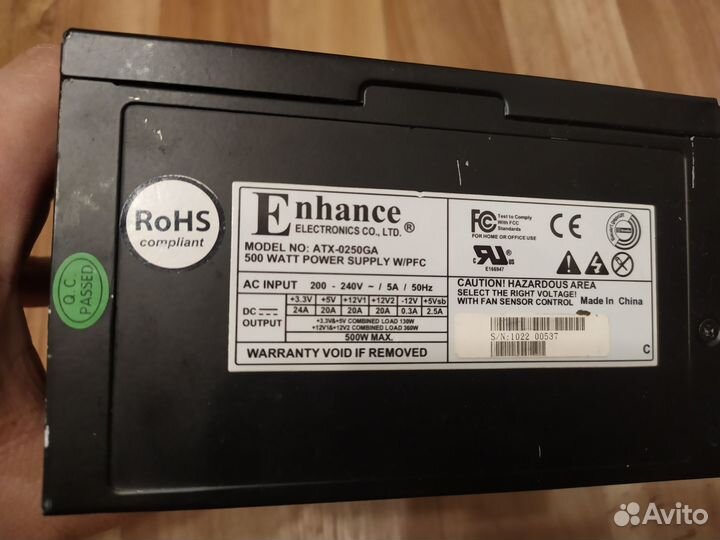 RoHS
compliant
Q.C.
PASSED
Enhance ®
ELECTRONICS CO., LTD.
MODEL NO: ATX-0250GA
500 WATT POWER SUPPLY W/PFC
AC INPUT 200 - 240V~ / 5A / 50Hz
DC OUTPUT
+3.3V +5V +12V1 +12V2 -12V +5Vsb
24A 20A 20A 20A 0.3A 2.5A
+3.3V&+5V COMBINED LOAD 130W
+12V1&+12V2 COMBINED LOAD 360W
500W MAX.
WARRANTY VOID IF REMOVED
FC Test to Comply
With FCC
Standards
FOR HOME OR OFFICE USE
CE
c RU US
E166947
CAUTION! HAZARDOUS AREA
SELECT THE RIGHT VOLTAGE!
WITH FAN SENSOR CONTROL Made in China
S/N:1022 00537
C
Avito